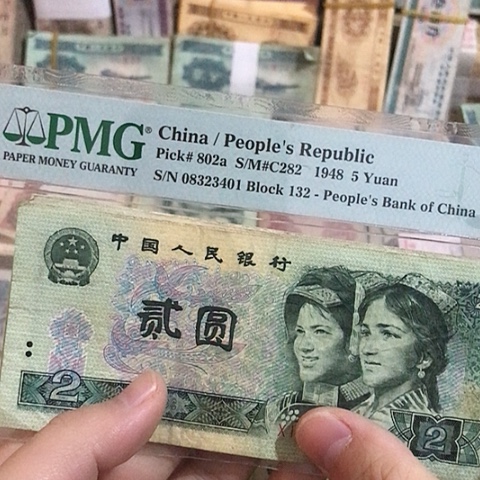 PMG®
PAPER MONEY GUARANTY
China / People's Republic
Pick# 802a S/M#C282 1948 5 Yuan
S/N 08323401 Block 132 - People's Bank of China
中国人民银行
贰圆
2
2